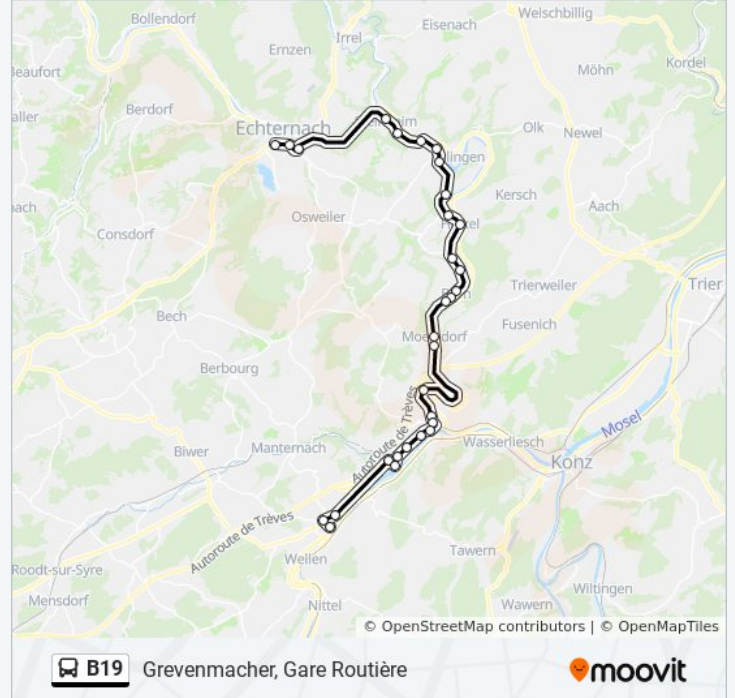 Bollendorf
Welschbillig
Irrel
Eisenach
Kordel
Ernzen
Möhn
Beaufort
Berdorf
Echternach
Olk
Newel
Kersch
Aach
Osweiler
Consdorf
Trier
Trierweiler
Bech
Fusenich
Berbourg
Autoroute de Trèves
Mosel
Wasserliesch
Biwer
Manternach
Konz
Autoroute de Trèves
Wellen
Tawern
Roodt-sur-Syre
Mensdorf
Wiltingen
Nittel
Wawern
© OpenStreetMap contributors | © OpenMapTiles
B19 Grevenmacher, Gare Routière
moovit